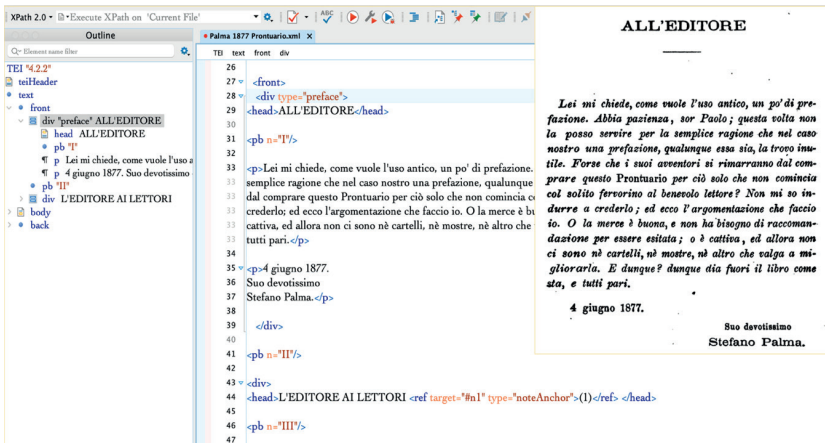 XPath 2.0 • Execute XPath on 'Current File'
Outline
Element name filter
TEI "4.2.2"
teiHeader
text
front
div "preface" ALL'EDITORE
head ALL'EDITORE
pb "I"
¶ p Lei mi chiede, come vuole l'uso a
¶ p 4 giugno 1877. Suo devotissimo
pb "II"
div L'EDITORE AI LETTORI
body
back
Palma 1877 Prontuario.xml X
TEI text front div
26
27 <front>
28 <div type="preface">
29 <head>ALL'EDITORE</head>
30
31 <pb n="I"/>
32
33 <p>Lei mi chiede, come vuole l'uso antico, un po' di prefazione.
33 semplice ragione che nel caso nostro una prefazione, qualunque
33 dal comprare questo Prontuario per ciò solo che non comincia co
33 crederlo; ed ecco l'argomentazione che faccio io. O la merce è bu
33 cattiva, ed allora non ci sono nè cartelli, nè mostre, nè altro che
33 tutti pari.</p>
34
35 <p>4 giugno 1877.
36 Suo devotissimo
37 Stefano Palma.</p>
38
39 </div>
40
41 <pb n="II"/>
42
43 <div>
44 <head>L'EDITORE AI LETTORI <ref target="#n1" type="noteAnchor">(1)</ref> </head>
45
46 <pb n="III"/>
47
ALL'EDITORE
Lei mi chiede, come vuole l'uso antico, un po' di pre-
fazione. Abbia pazienza, sor Paolo; questa volta non
la posso servire per la semplice ragione che nel caso
nostro una prefazione, qualunque essa sia, la trovo inu-
tile. Forse che i suoi avventori si rimarranno dal com-
prare questo Prontuario per ciò solo che non comincia
col solito fervorino al benevolo lettore? Non mi so in-
durre a crederlo; ed ecco l'argomentazione che faccio
io. O la merce è buona, e non ha bisogno di raccoman-
dazione per essere esitata; o è cattiva, ed allora non
ci sono nè cartelli, nè mostre, nè altro che valga a mi-
gliorarla. E dunque? dunque dia fuori il libro come
sta, e tutti pari.
4 giugno 1877.
Suo devotissimo
Stefano Palma.